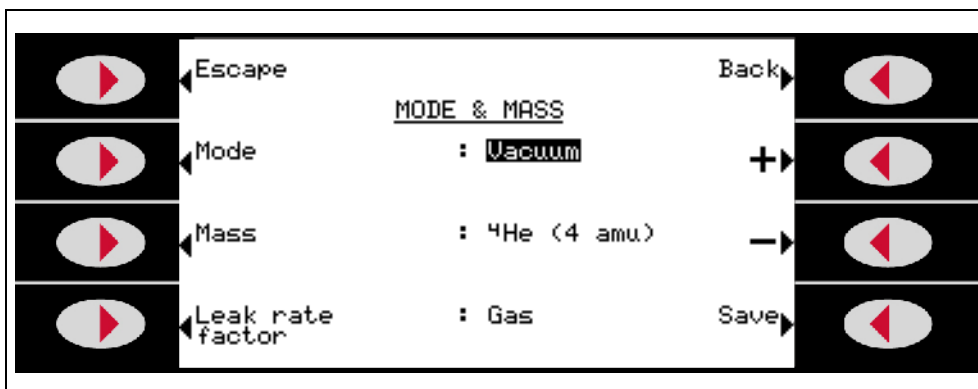 Escape Back
MODE & MASS
Mode : Vacuum +
Mass : ⁴He (4 amu) −
Leak rate factor : Gas Save